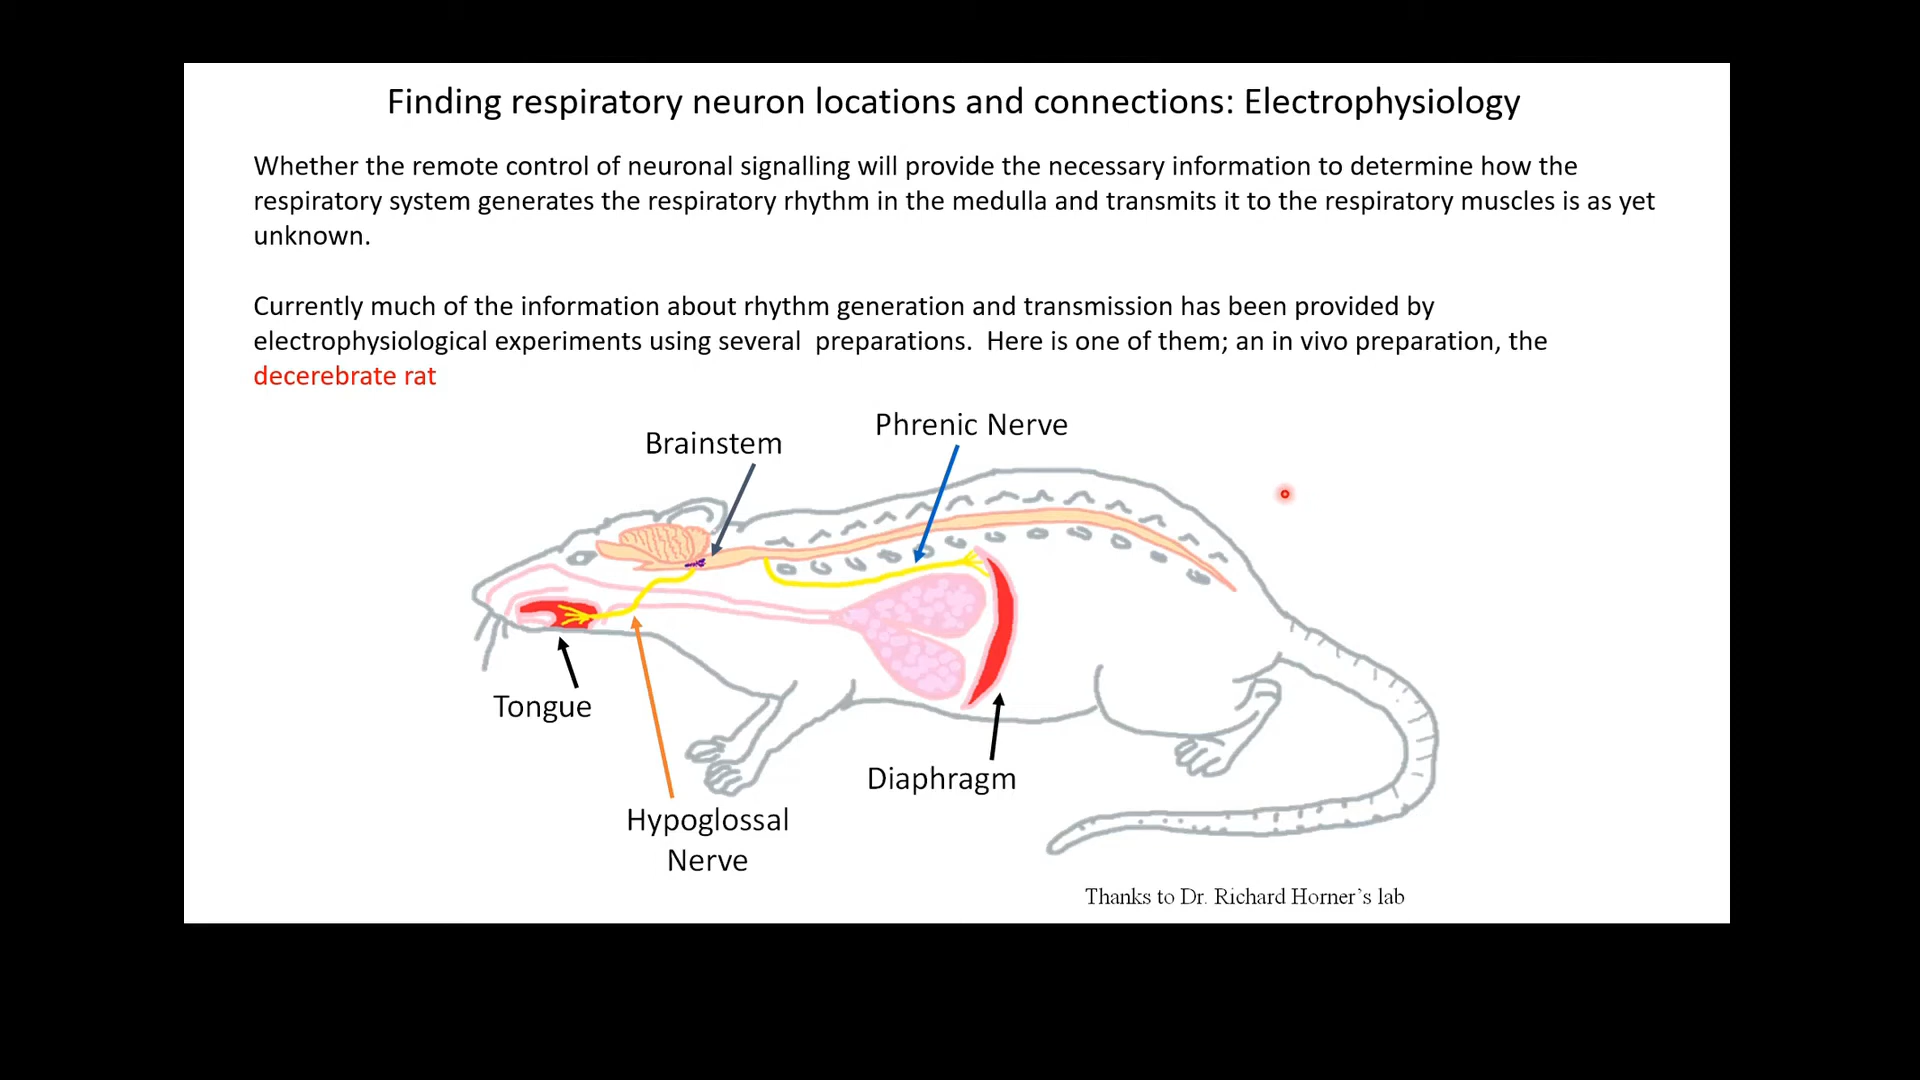 Finding respiratory neuron locations and connections: Electrophysiology
Whether the remote control of neuronal signalling will provide the necessary information to determine how the
respiratory system generates the respiratory rhythm in the medulla and transmits it to the respiratory muscles is as yet
unknown.
Currently much of the information about rhythm generation and transmission has been provided by
electrophysiological experiments using several  preparations.  Here is one of them; an in vivo preparation, the
decerebrate rat
Phrenic Nerve
Brainstem
Tongue
Diaphragm
Hypoglossal
Nerve
Thanks to Dr. Richard Horner’s lab